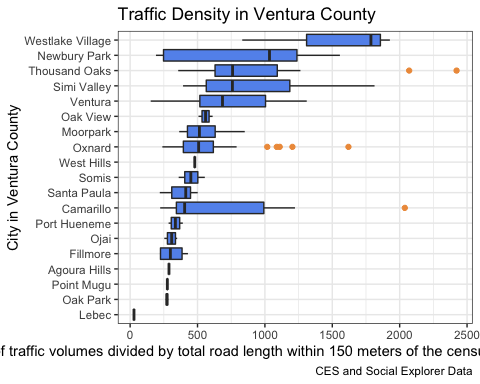 Traffic Density in Ventura County
City in Ventura County
Westlake Village
Newbury Park
Thousand Oaks
Simi Valley
Ventura
Oak View
Moorpark
Oxnard
West Hills
Somis
Santa Paula
Camarillo
Port Hueneme
Ojai
Fillmore
Agoura Hills
Point Mugu
Oak Park
Lebec
0 500 1000 1500 2000 2500
of traffic volumes divided by total road length within 150 meters of the census
CES and Social Explorer Data